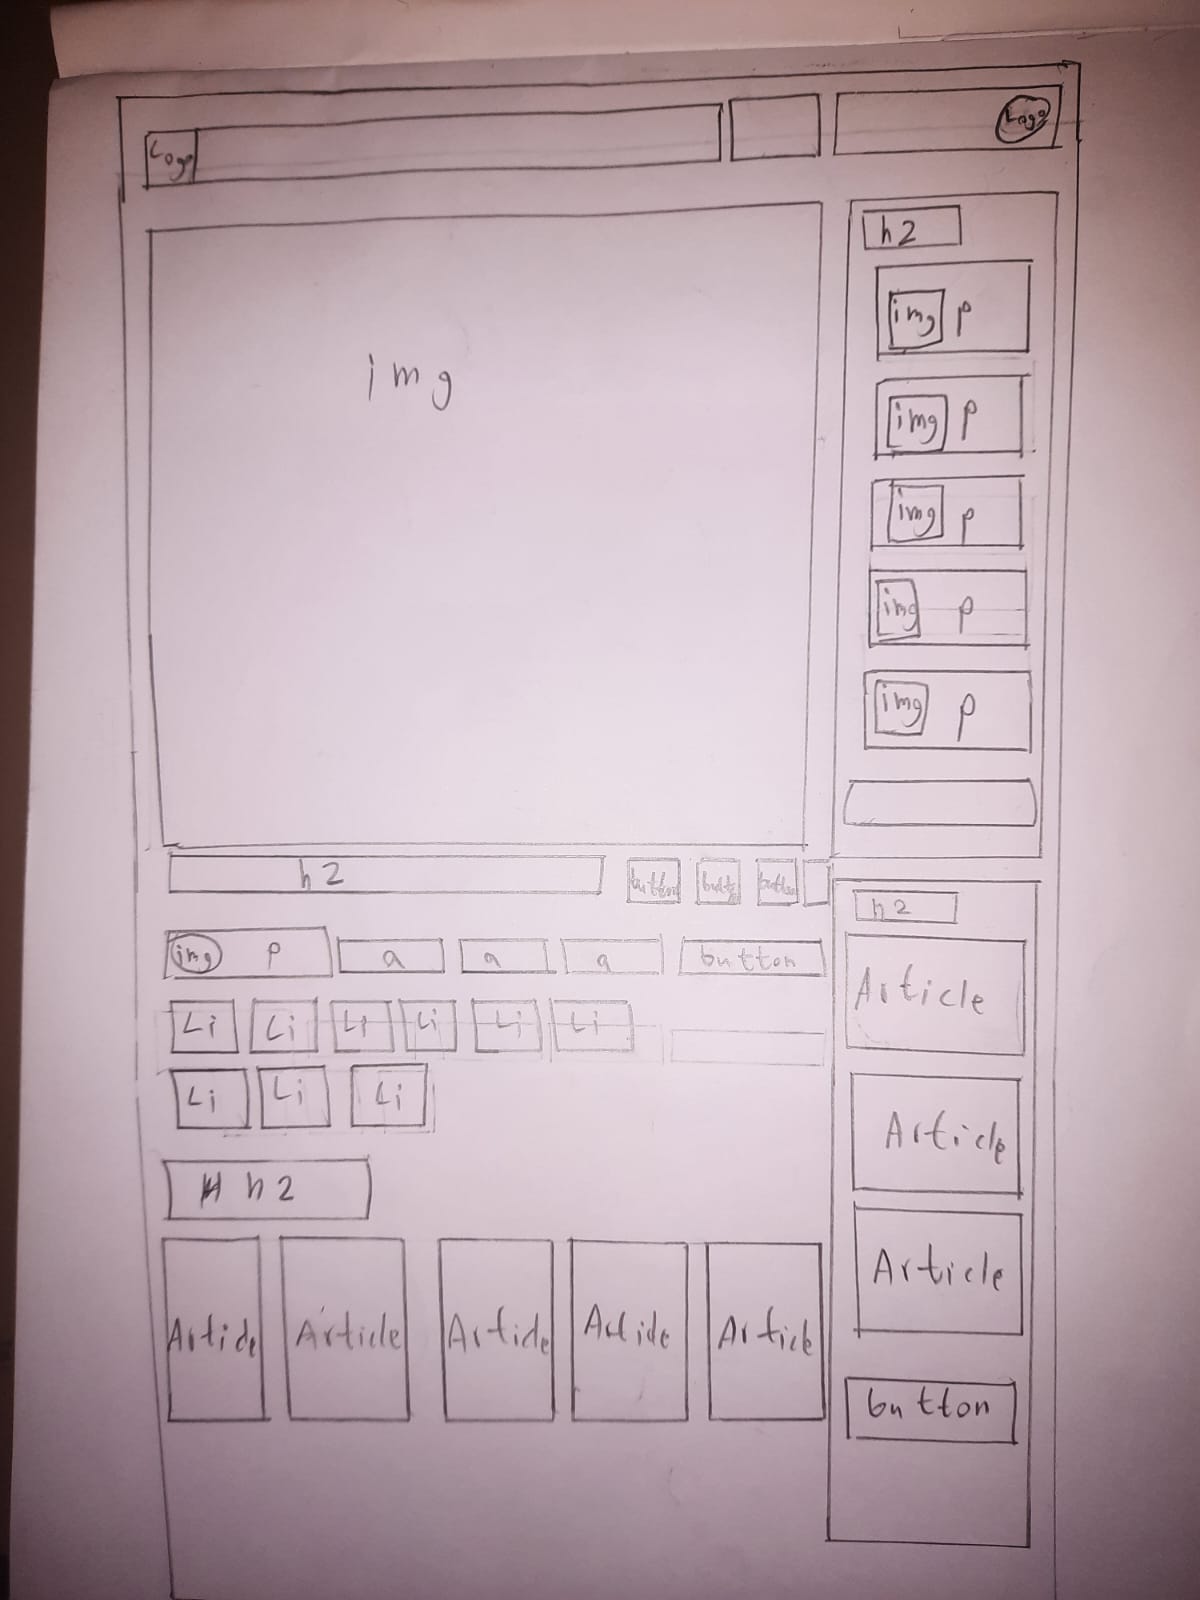 Logo
Logo
img
h2
img p
img p
img p
img p
img p
h2 button button button
img p a a a button
Li Li Li Li Li Li
Li Li Li
h2
Article Article Article Article Article
h2
Article
Article
Article
button